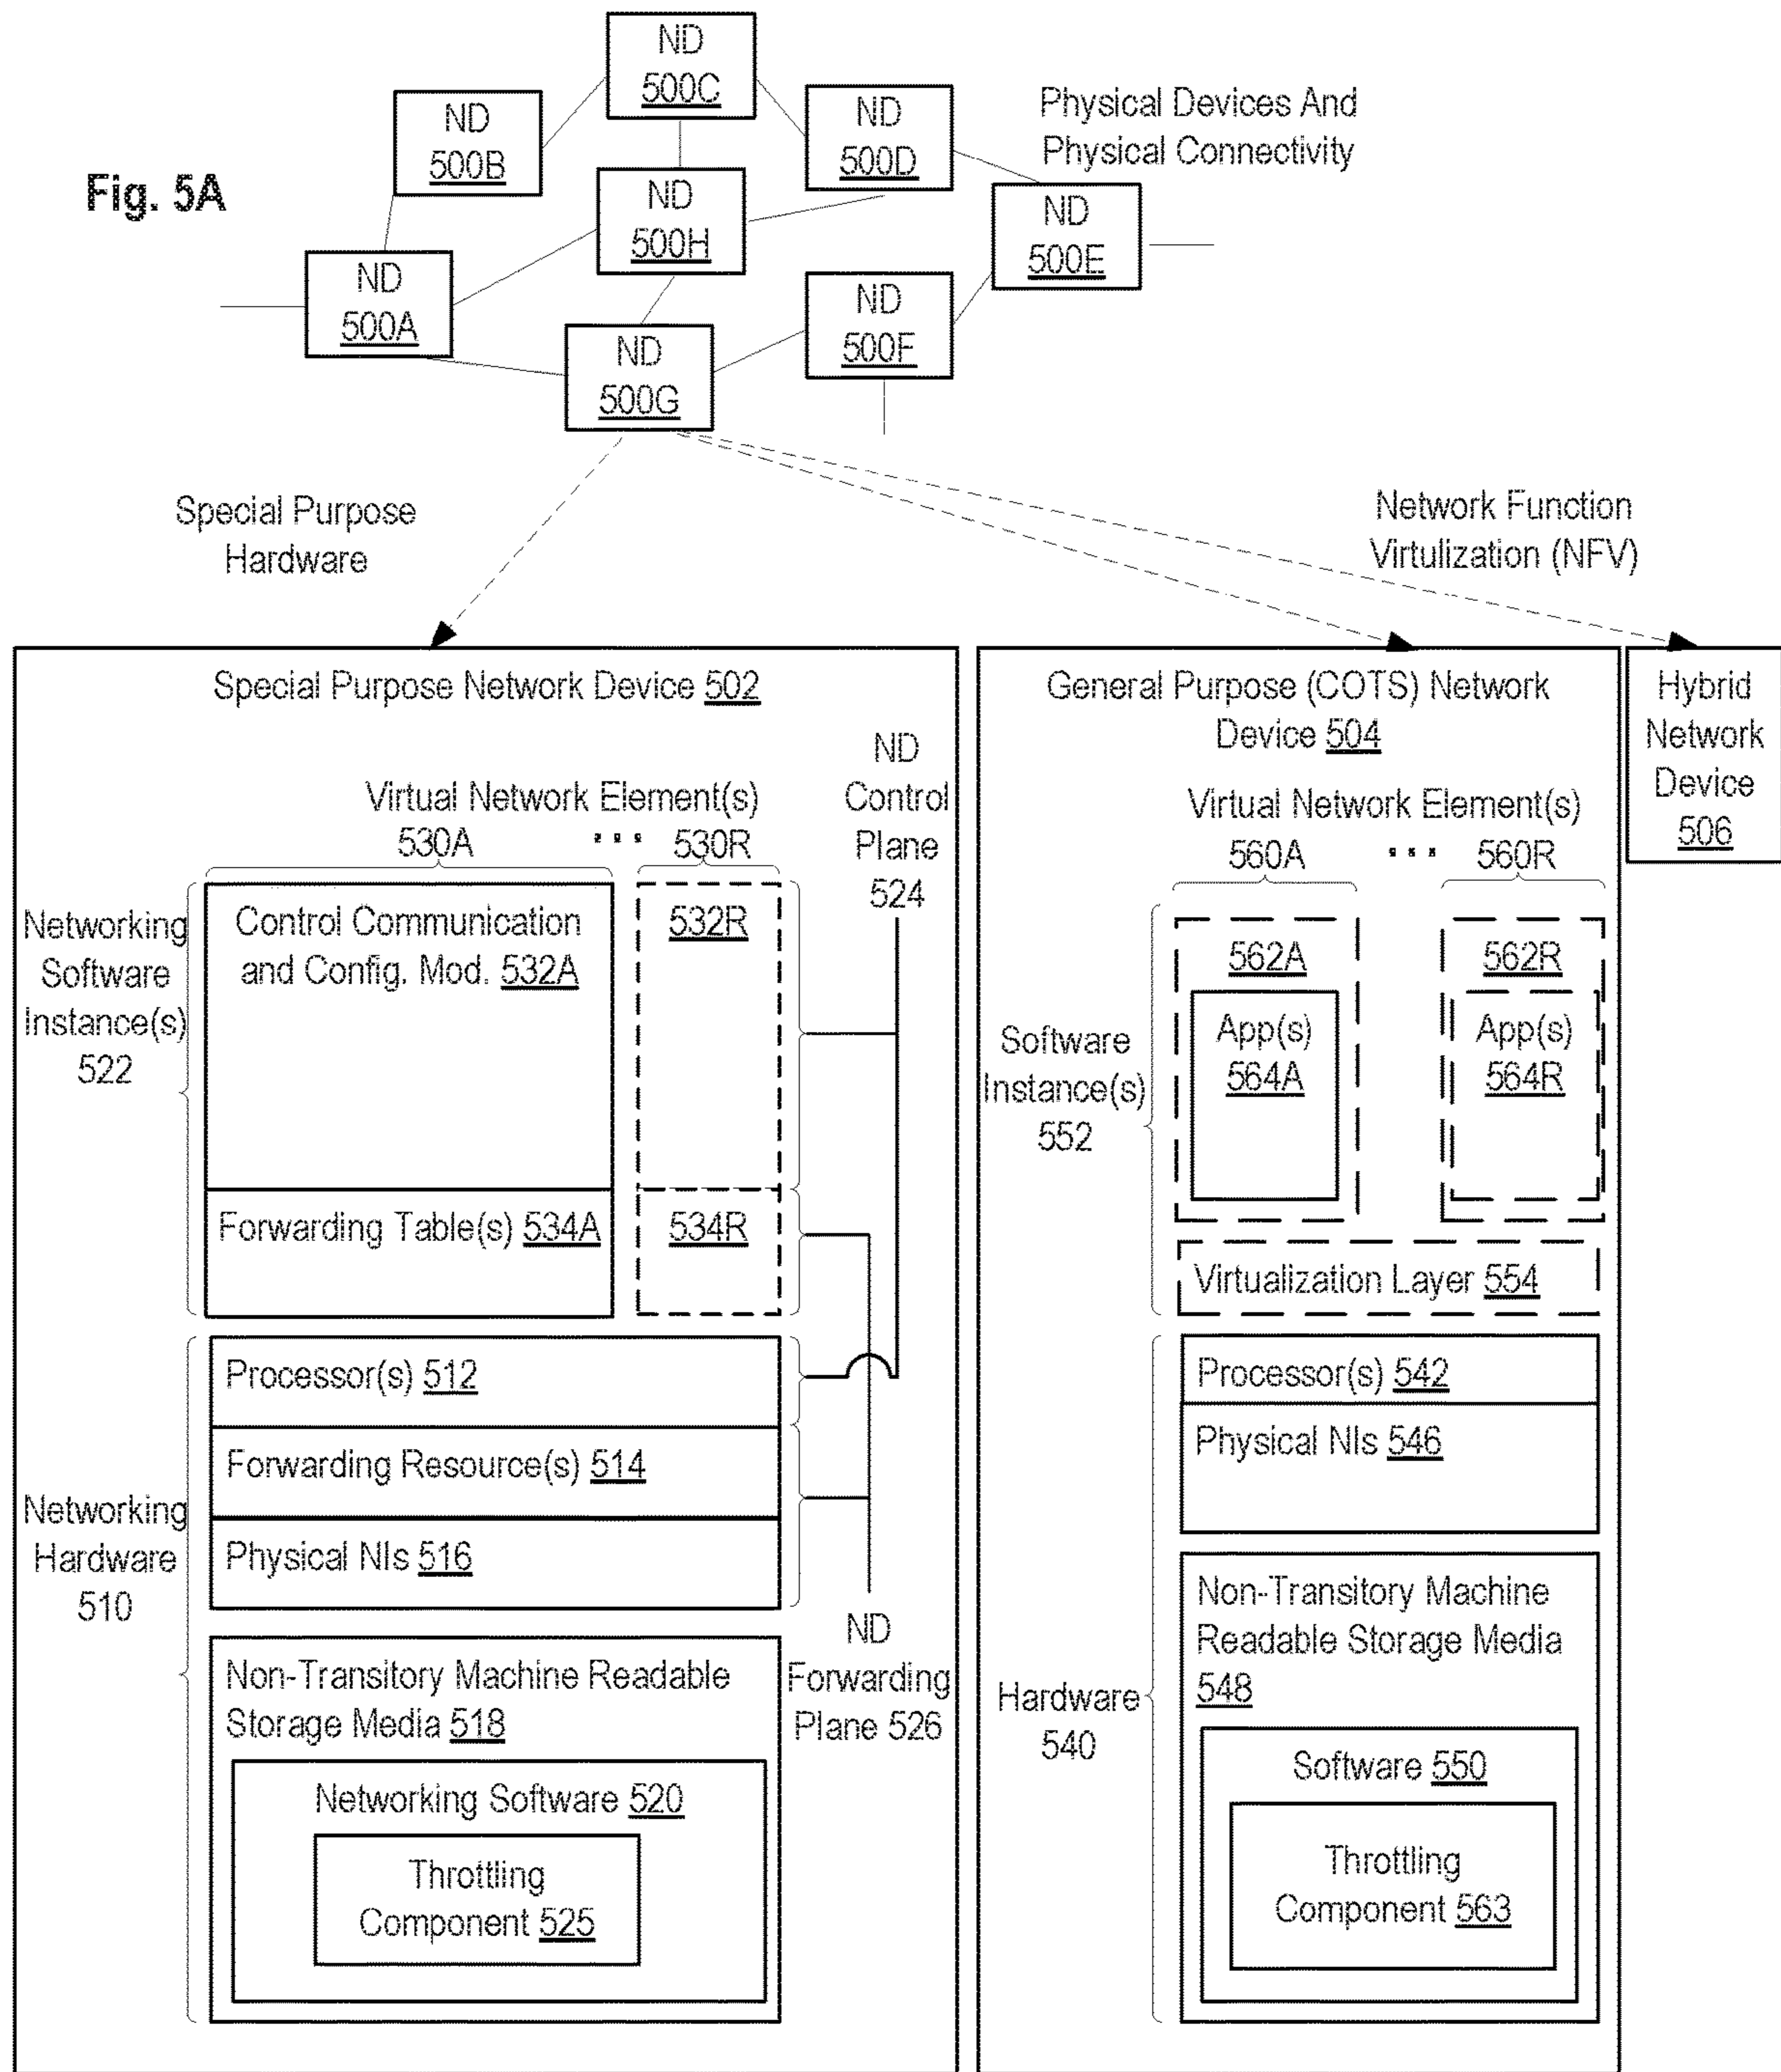 Fig. 5A
ND
500C
ND
500B
ND
500D
Physical Devices And
Physical Connectivity
ND
500H
ND
500E
ND
500A
ND
500F
ND
500G
Special Purpose
Hardware
Network Function
Virtulization (NFV)
Special Purpose Network Device 502
ND
Control
Plane
524
Virtual Network Element(s)
530A
...
530R
Networking
Software
Instance(s)
522
Control Communication
and Config. Mod. 532A
532R
Forwarding Table(s) 534A
534R
Networking
Hardware
510
Processor(s) 512
Forwarding Resource(s) 514
Physical NIs 516
ND
Forwarding
Plane 526
Non-Transitory Machine Readable
Storage Media 518
Networking Software 520
Throttling
Component 525
General Purpose (COTS) Network
Device 504
Virtual Network Element(s)
560A
...
560R
Software
Instance(s)
552
562A
App(s)
564A
562R
App(s)
564R
Virtualization Layer 554
Hardware
540
Processor(s) 542
Physical NIs 546
Non-Transitory Machine
Readable Storage Media
548
Software 550
Throttling
Component 563
Hybrid
Network
Device
506